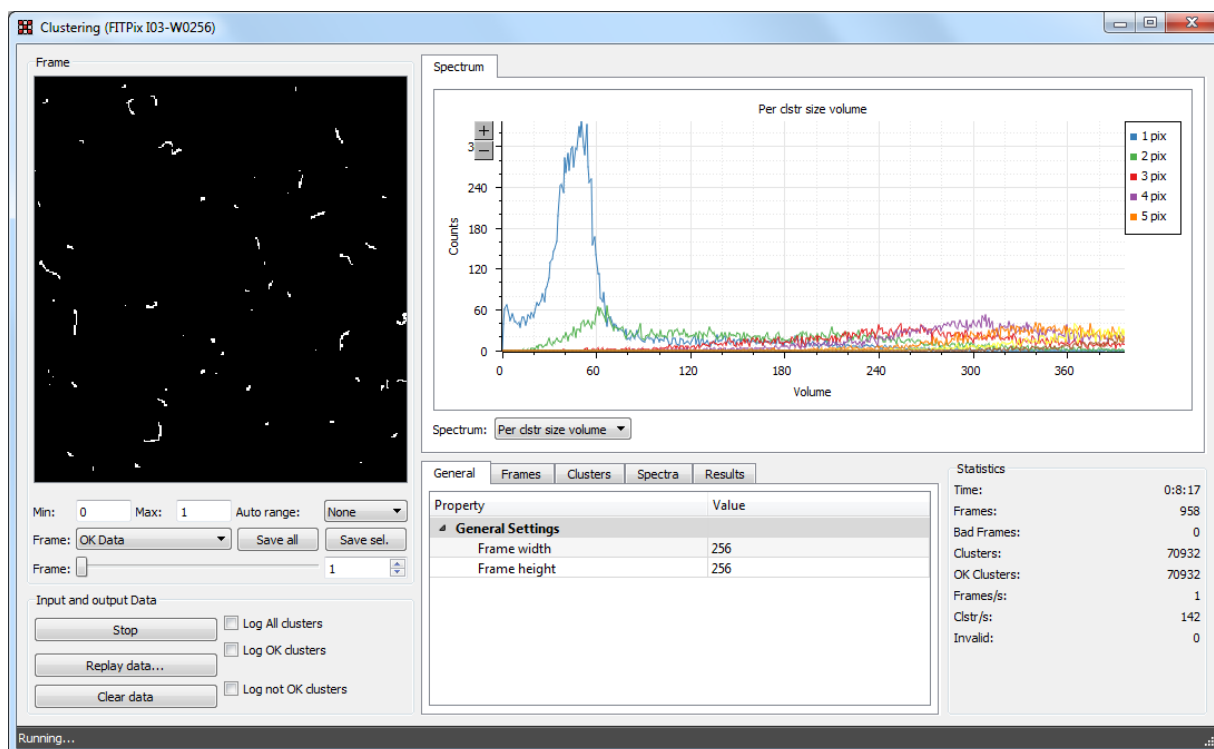 Clustering (FITPix I03-W0256)
Frame
Spectrum
Per clstr size volume
+
−
240
180
120
60
0
Counts
0 60 120 180 240 300 360
Volume
1 pix
2 pix
3 pix
4 pix
5 pix
Spectrum: Per clstr size volume
Min: 0 Max: 1 Auto range: None
Frame: OK Data Save all Save sel.
Frame: 1
Input and output Data
Stop
Replay data...
Clear data
Log All clusters
Log OK clusters
Log not OK clusters
General Frames Clusters Spectra Results
Property Value
General Settings
Frame width 256
Frame height 256
Statistics
Time: 0:8:17
Frames: 958
Bad Frames: 0
Clusters: 70932
OK Clusters: 70932
Frames/s: 1
Clstr/s: 142
Invalid: 0
Running...